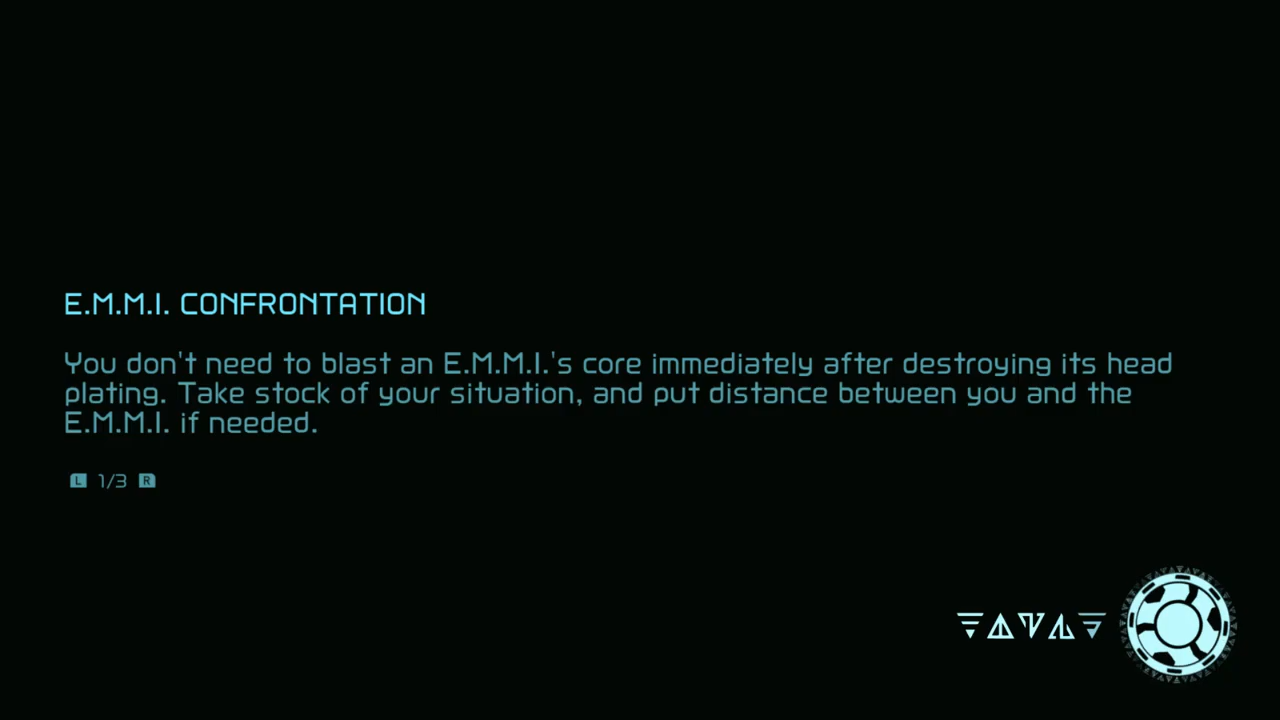 E.M.M.I. CONFRONTATION
You don't need to blast an E.M.M.I.'s core immediately after destroying its head
plating. Take stock of your situation, and put distance between you and the
E.M.M.I. if needed.
L 1/3 R